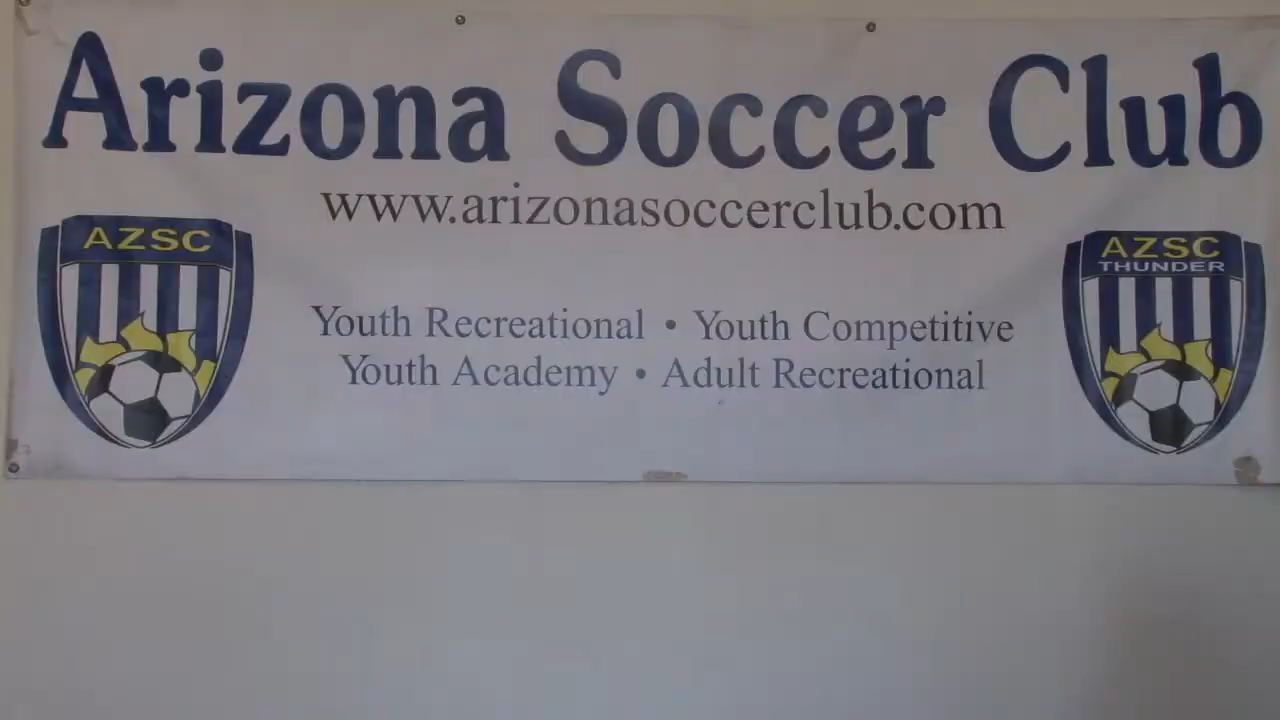 Arizona Soccer Club
www.arizonasoccerclub.com
AZSC
AZSC
THUNDER
Youth Recreational • Youth Competitive
Youth Academy • Adult Recreational